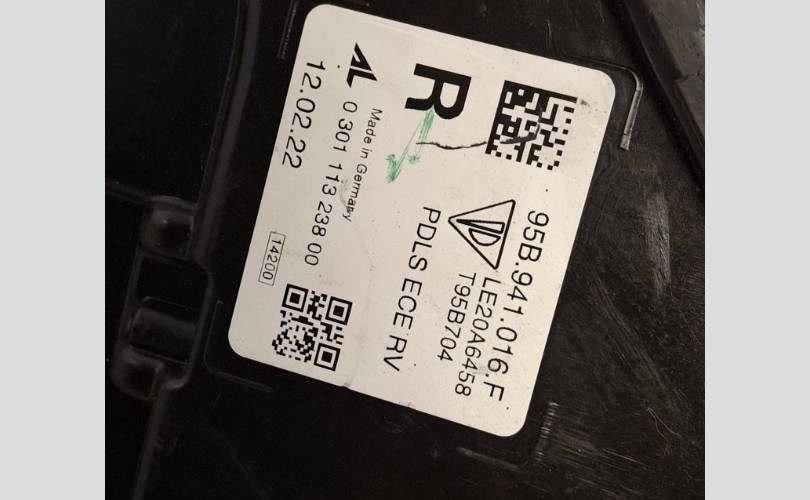 R
95B.941.016.F
LE20A6458
T95B704
PDLS ECE RV
Made in Germany
AL
0 301 113 238 00
12.02.22
14200